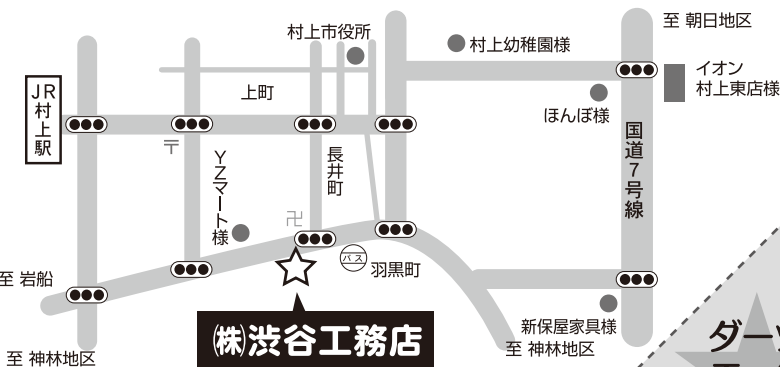 村上市役所
至 朝日地区
村上幼稚園様
イオン
村上東店様
上町
ほんぽ様
JR村上駅
〒
YZマート様
長井町
国道7号線
卍
バス
羽黒町
至 岩船
新保屋家具様
㈱渋谷工務店
至 神林地区
至 神林地区